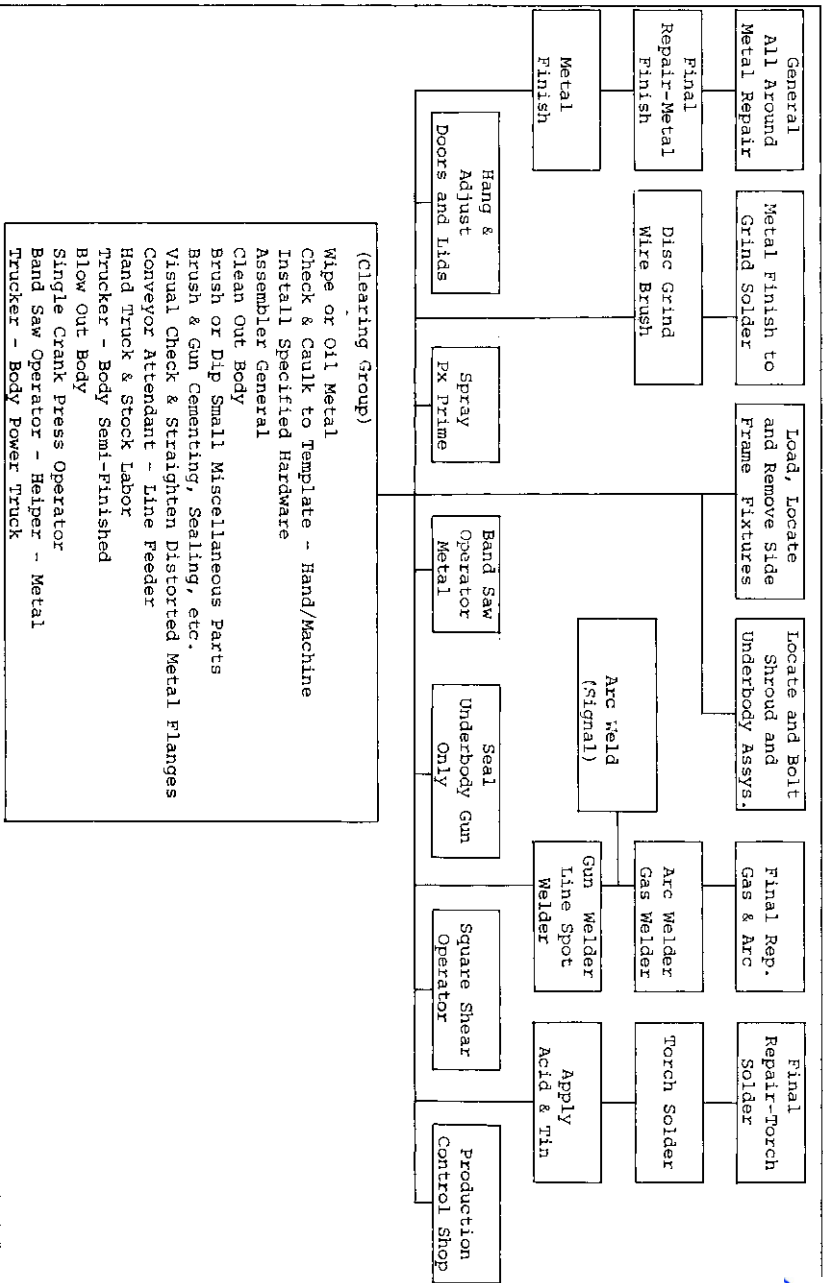 General
All Around
Metal Repair
Metal Finish to
Grind Solder
Load, Locate
and Remove Side
Frame Fixtures
Locate and Bolt
Shroud and
Underbody Assys.
Final Rep.
Gas & Arc
Final
Repair-Torch
Solder
Final
Repair-Metal
Finish
Disc Grind
Wire Brush
Arc Weld
(Signal)
Arc Welder
Gas Welder
Torch Solder
Metal
Finish
Gun Welder
Line Spot
Welder
Apply
Acid & Tin
Hang &
Adjust
Doors and Lids
Spray
Px Prime
Band Saw
Operator
Metal
Seal
Underbody Gun
Only
Square Shear
Operator
Production
Control Shop
(Clearing Group)
Wipe or Oil Metal
Check & Caulk to Template - Hand/Machine
Install Specified Hardware
Assembler General
Clean Out Body
Brush or Dip Small Miscellaneous Parts
Brush & Gun Cementing, Sealing, etc.
Visual Check & Straighten Distorted Metal Flanges
Conveyor Attendant - Line Feeder
Hand Truck & Stock Labor
Trucker - Body Semi-Finished
Blow Out Body
Single Crank Press Operator
Band Saw Operator - Helper - Metal
Trucker - Body Power Truck